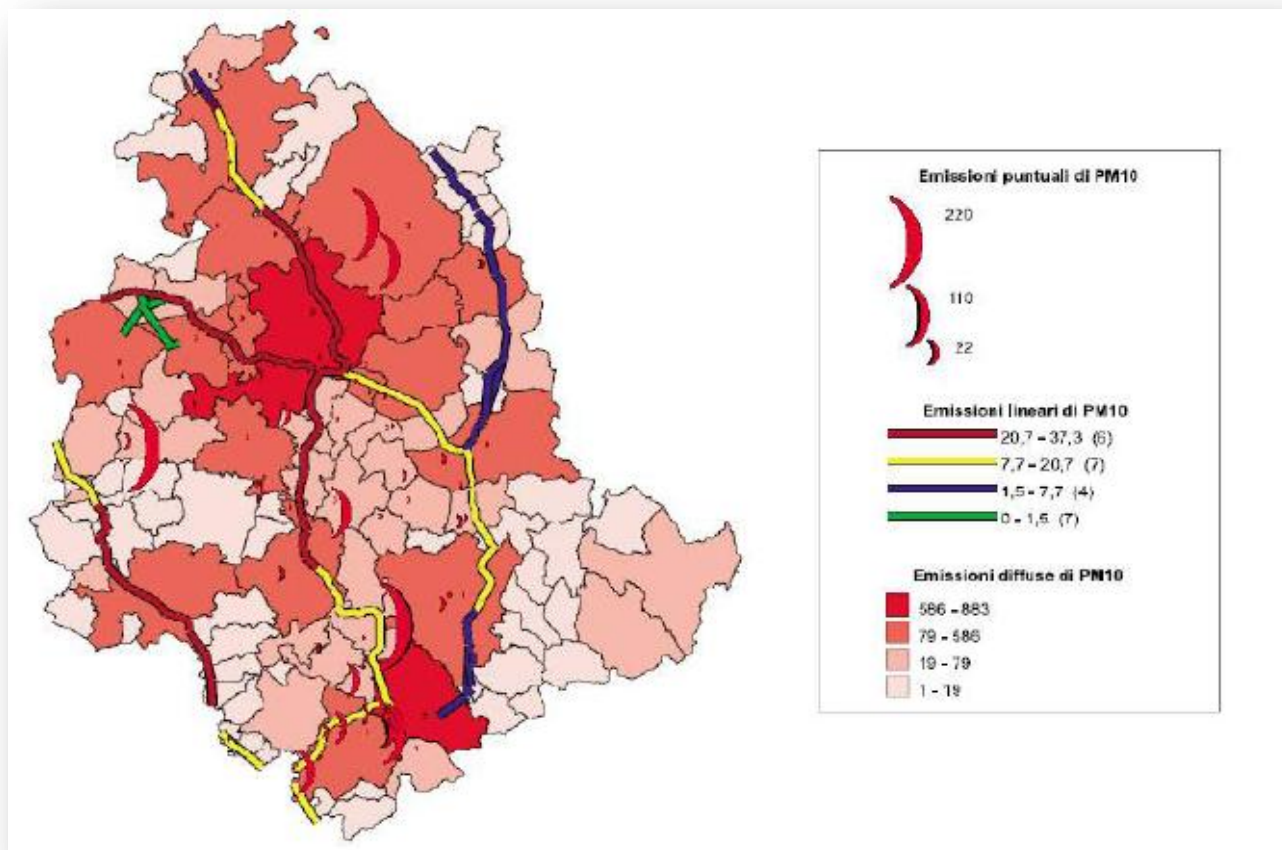 Emissioni puntuali di PM10
220
110
22
Emissioni lineari di PM10
20,7 - 37,3 (6)
7,7 - 20,7 (7)
1,5 - 7,7 (4)
0 - 1,5 (7)
Emissioni diffuse di PM10
586 - 883
79 - 586
19 - 79
1 - 19